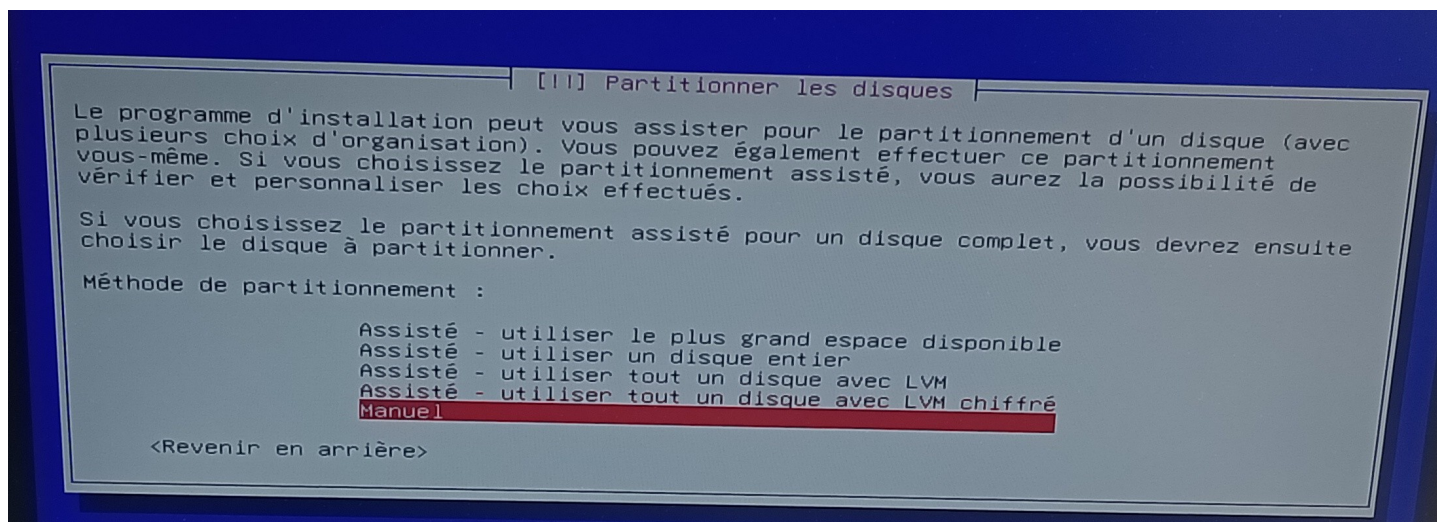 [!!] Partitionner les disques
Le programme d'installation peut vous assister pour le partitionnement d'un disque (avec
plusieurs choix d'organisation). Vous pouvez également effectuer ce partitionnement
vous-même. Si vous choisissez le partitionnement assisté, vous aurez la possibilité de
vérifier et personnaliser les choix effectués.
Si vous choisissez le partitionnement assisté pour un disque complet, vous devrez ensuite
choisir le disque à partitionner.
Méthode de partitionnement :
Assisté - utiliser le plus grand espace disponible
Assisté - utiliser un disque entier
Assisté - utiliser tout un disque avec LVM
Assisté - utiliser tout un disque avec LVM chiffré
Manuel
<Revenir en arrière>